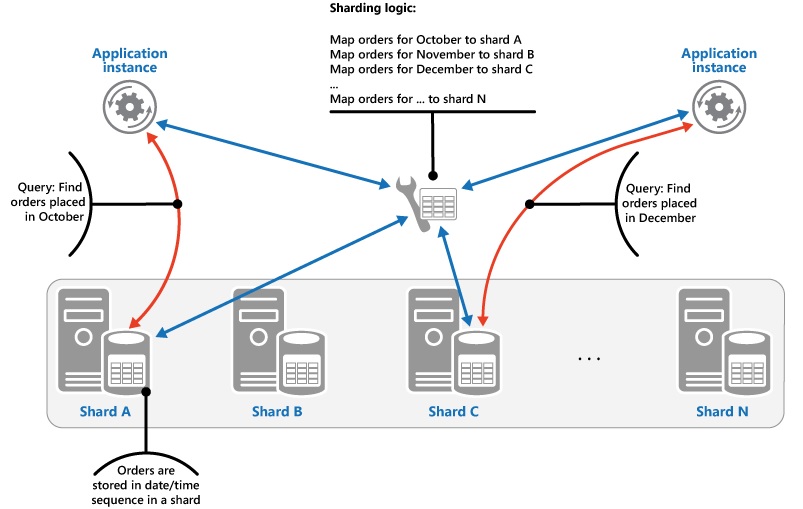 Sharding logic:
Map orders for October to shard A
Map orders for November to shard B
Map orders for December to shard C
...
Map orders for ... to shard N
Application
instance
Application
instance
Query: Find
orders placed
in October
Query: Find
orders placed
in December
...
Shard A
Shard B
Shard C
Shard N
Orders are
stored in date/time
sequence in a shard